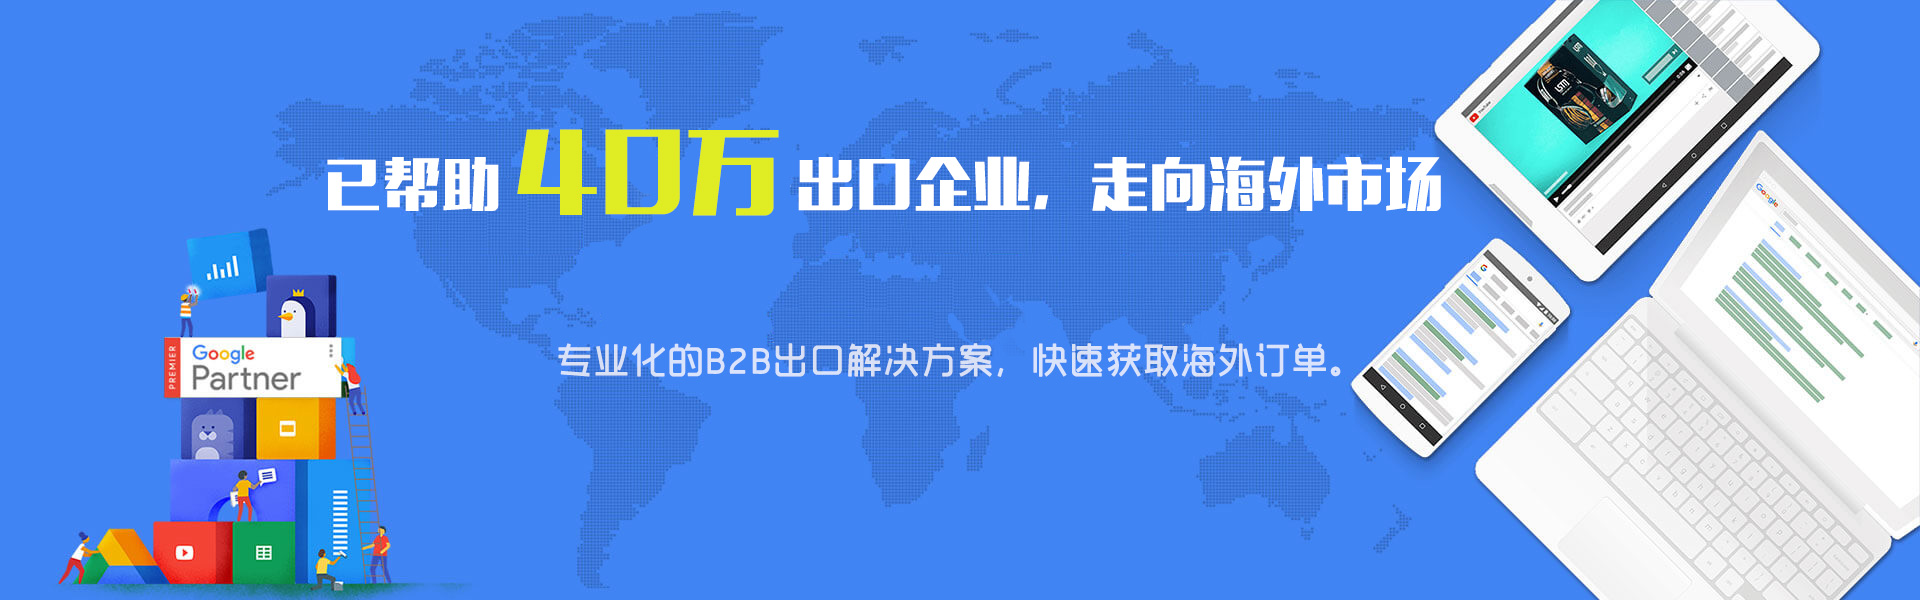 已帮助 40万 出口企业，走向海外市场
专业化的B2B出口解决方案，快速获取海外订单。
PREMIER
Google
Partner
YouTube
Google